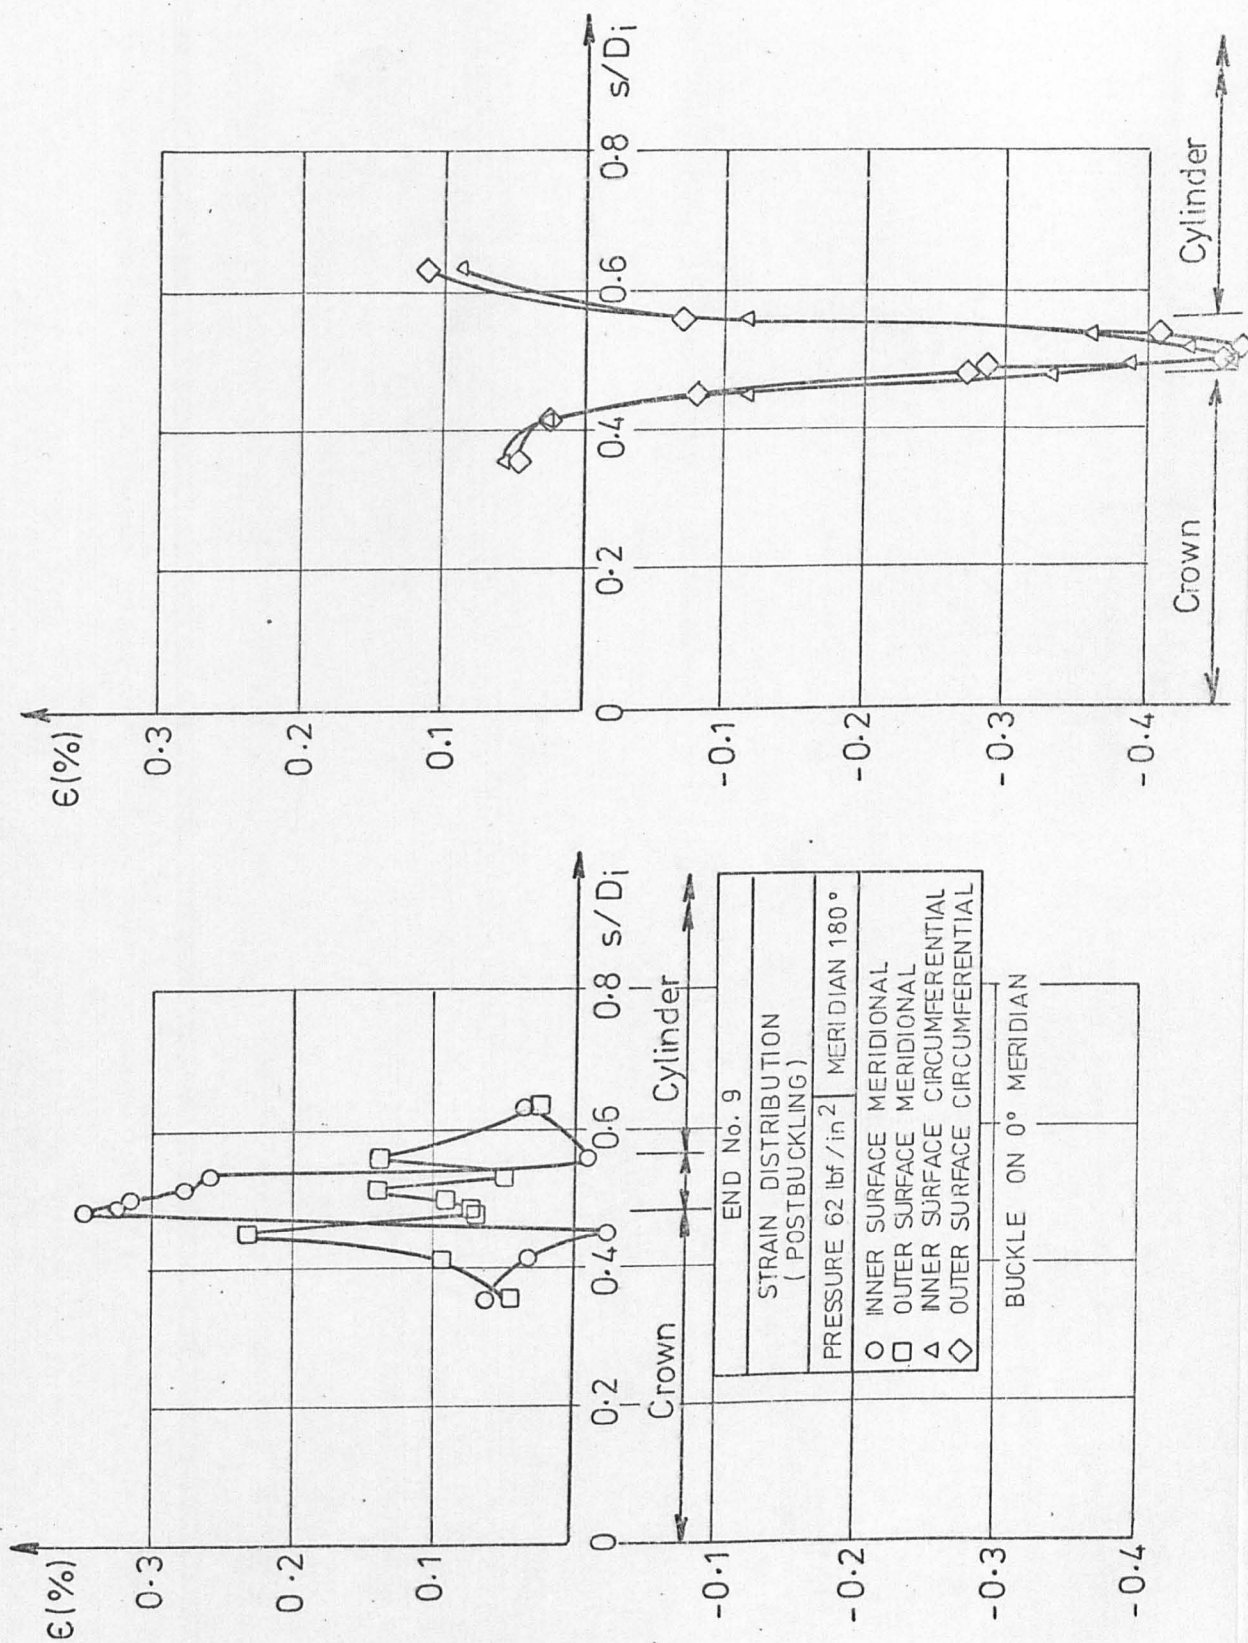 ϵ(%)
0.3
0.2
0.1
0
-0.1
-0.2
-0.3
-0.4
0.2
0.4
0.6
0.8
s/Di
Crown
Cylinder
END No. 9
STRAIN DISTRIBUTION
( POSTBUCKLING )
PRESSURE 62 lbf/in2 MERIDIAN 180°
○ INNER SURFACE MERIDIONAL
□ OUTER SURFACE MERIDIONAL
△ INNER SURFACE CIRCUMFERENTIAL
◇ OUTER SURFACE CIRCUMFERENTIAL
BUCKLE ON 0° MERIDIAN
ϵ(%)
0.3
0.2
0.1
0
-0.1
-0.2
-0.3
-0.4
0.2
0.4
0.6
0.8
s/Di
Crown
Cylinder